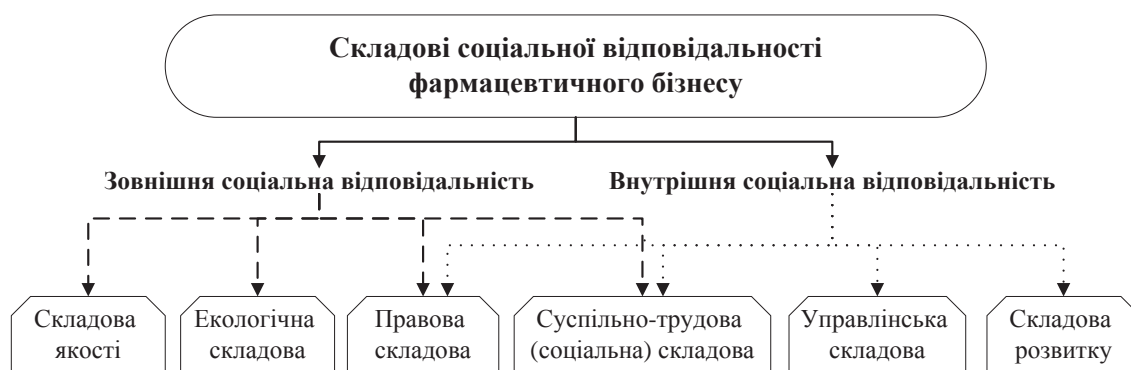 Складові соціальної відповідальності
фармацевтичного бізнесу
Зовнішня соціальна відповідальність
Внутрішня соціальна відповідальність
Складова
якості
Екологічна
складова
Правова
складова
Суспільно-трудова
(соціальна) складова
Управлінська
складова
Складова
розвитку